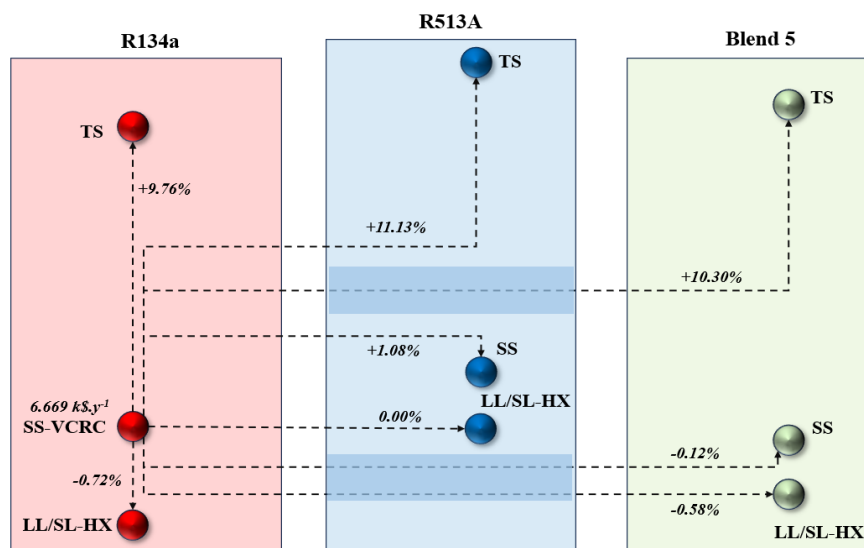 R134a
R513A
Blend 5
TS
TS
TS
+9.76%
+11.13%
+10.30%
SS
+1.08%
LL/SL-HX
6.669 k$.y⁻¹
SS-VCRC
0.00%
SS
-0.12%
-0.72%
-0.58%
LL/SL-HX
LL/SL-HX